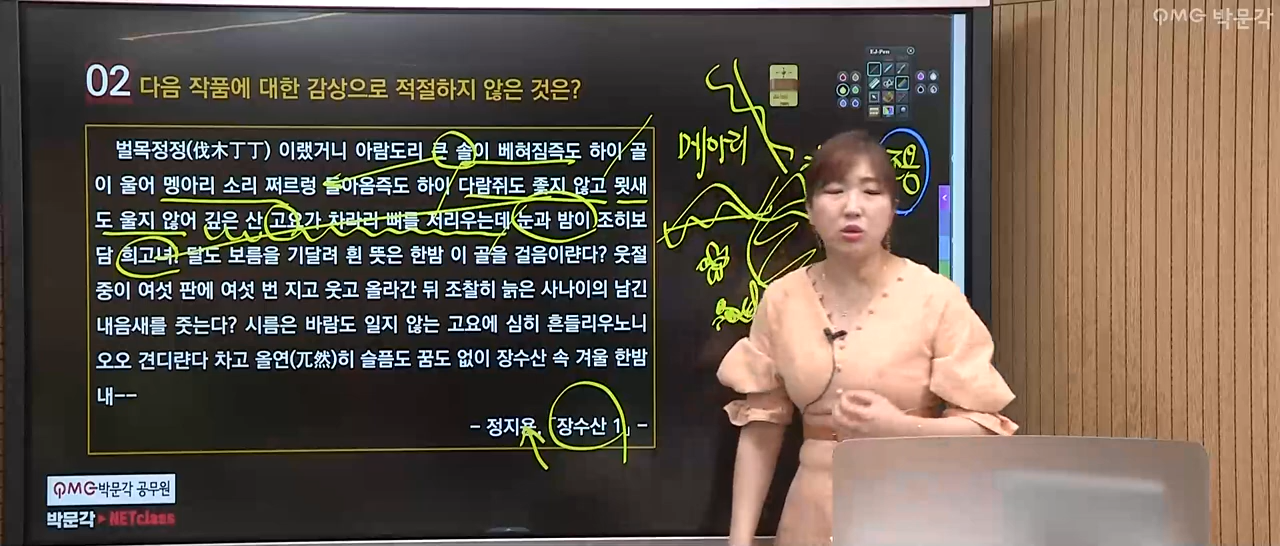 QMG 박문각
02 다음 작품에 대한 감상으로 적절하지 않은 것은?
EJ-Pen
벌목정정(伐木丁丁) 이랬거니 아람도리 큰 솔이 베혀짐즉도 하이 골
이 울어 멩아리 소리 쩌르렁 돌아옴즉도 하이 다람쥐도 좇지 않고 묏새
도 울지 않어 깊은 산 고요가 차라리 뼈를 저리우는데 눈과 밤이 조히보
담 희고녀! 달도 보름을 기달려 흰 뜻은 한밤 이 골을 걸음이랸다? 웃절
중이 여섯 판에 여섯 번 지고 웃고 올라간 뒤 조찰히 늙은 사나이의 남긴
내음새를 줏는다? 시름은 바람도 일지 않는 고요에 심히 흔들리우노니
오오 견디랸다 차고 올연(兀然)히 슬픔도 꿈도 없이 장수산 속 겨울 한밤
내--
- 정지용, 「장수산 1」 -
메아리
QMG 박문각 공무원
박문각 NETclass